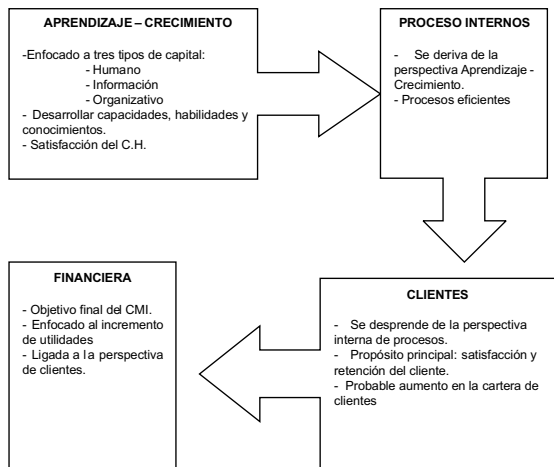 APRENDIZAJE – CRECIMIENTO
-Enfocado a tres tipos de capital:
- Humano
- Información
- Organizativo
- Desarrollar capacidades, habilidades y
conocimientos.
- Satisfacción del C.H.
PROCESO INTERNOS
- Se deriva de la
perspectiva Aprendizaje -
Crecimiento.
- Procesos eficientes
CLIENTES
- Se desprende de la perspectiva
interna de procesos.
- Propósito principal: satisfacción y
retención del cliente.
- Probable aumento en la cartera de
clientes
FINANCIERA
- Objetivo final del CMI.
- Enfocado al incremento
de utilidades
- Ligada a la perspectiva
de clientes.